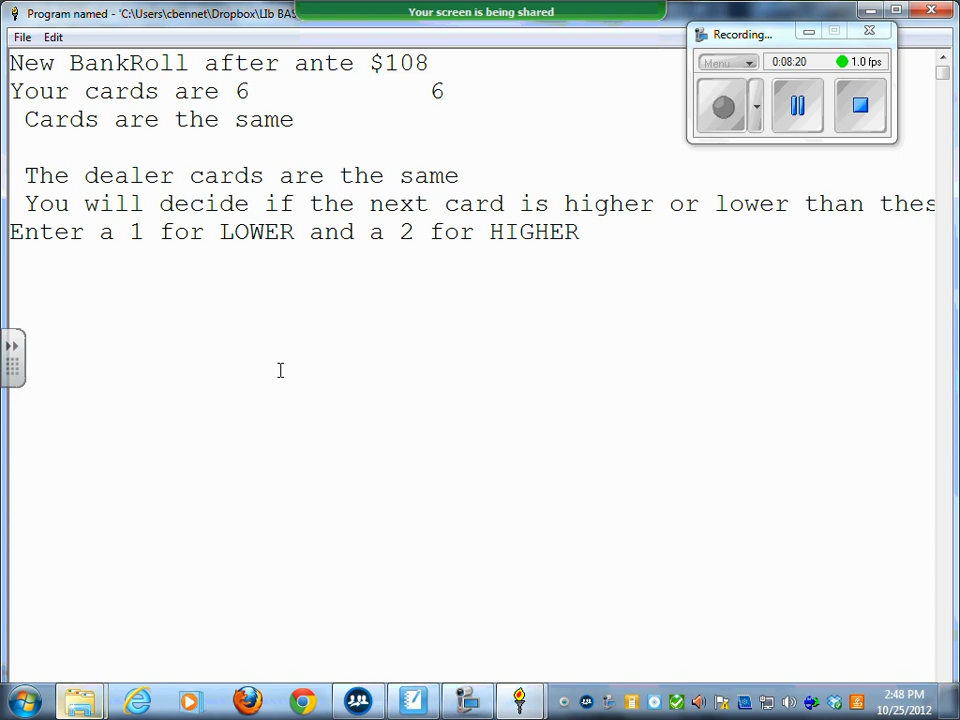 Program named - 'C:\Users\cbennet\Dropbox\LIb BAS
Your screen is being shared
File Edit
Recording...
Menu
0:08:20
1.0 fps
New BankRoll after ante $108
Your cards are 6 6
Cards are the same
The dealer cards are the same
You will decide if the next card is higher or lower than thes
Enter a 1 for LOWER and a 2 for HIGHER
2:48 PM
10/25/2012